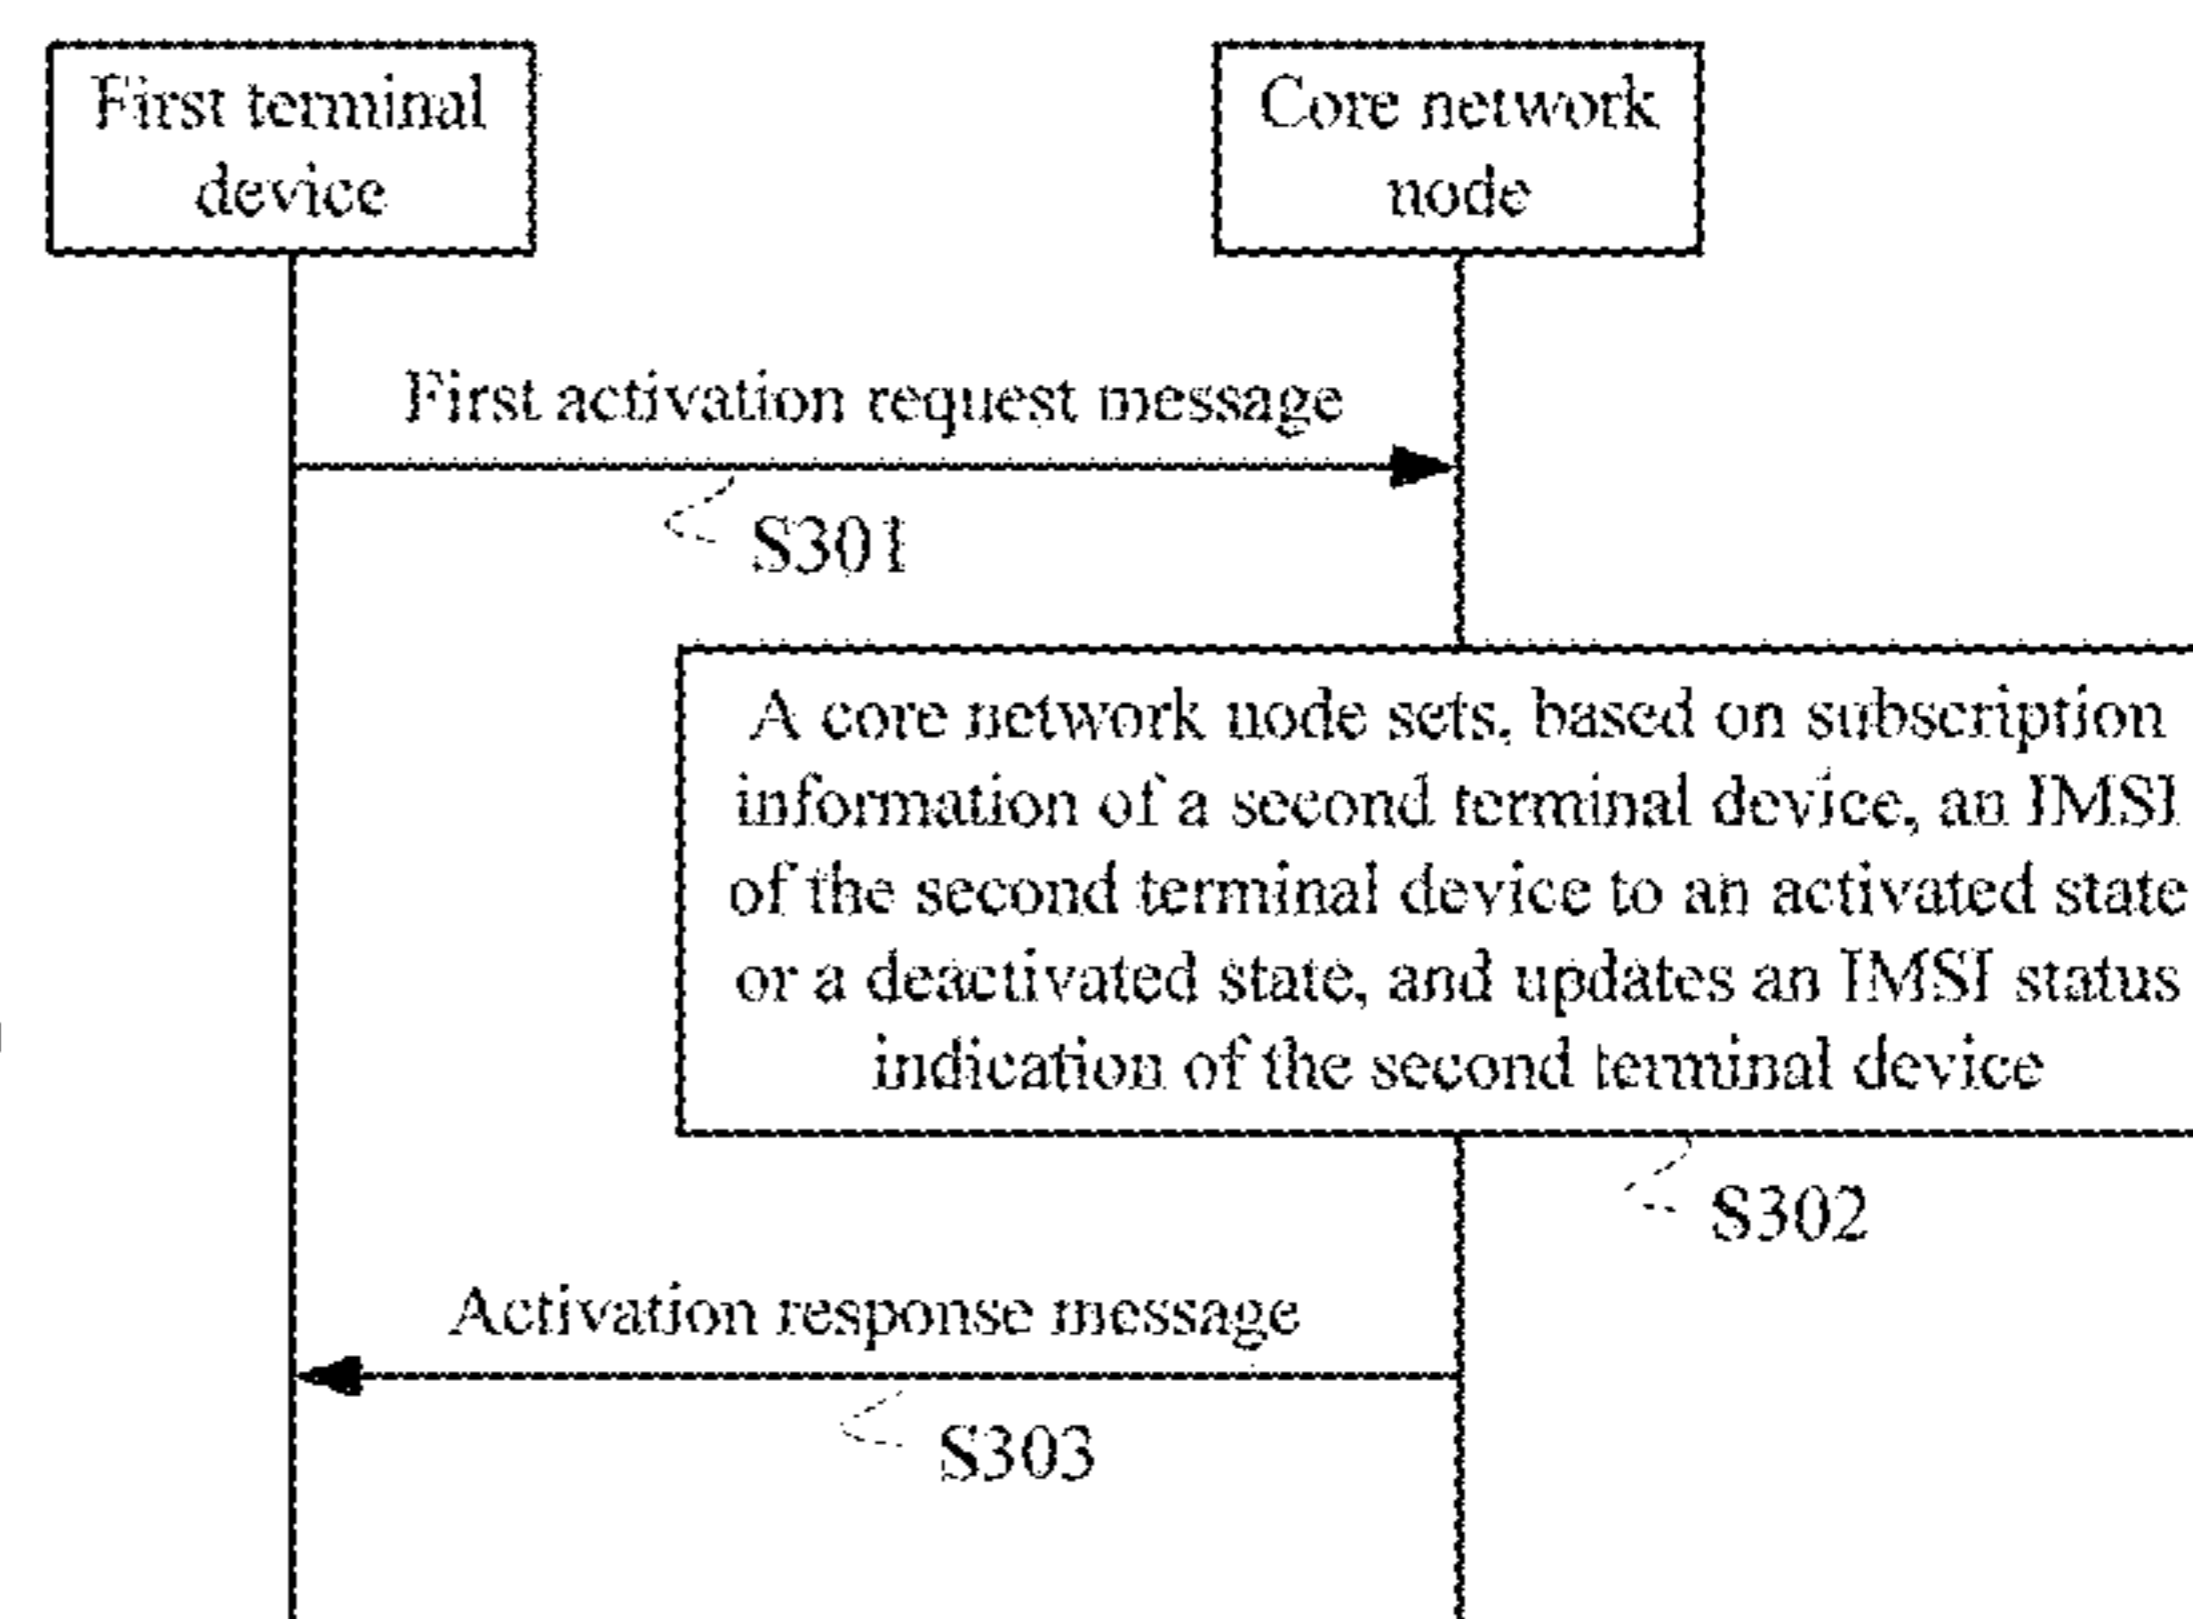 First terminal
device
Core network
node
First activation request message
S301
A core network node sets, based on subscription
information of a second terminal device, an IMSI
of the second terminal device to an activated state
or a deactivated state, and updates an IMSI status
indication of the second terminal device
S302
Activation response message
S303